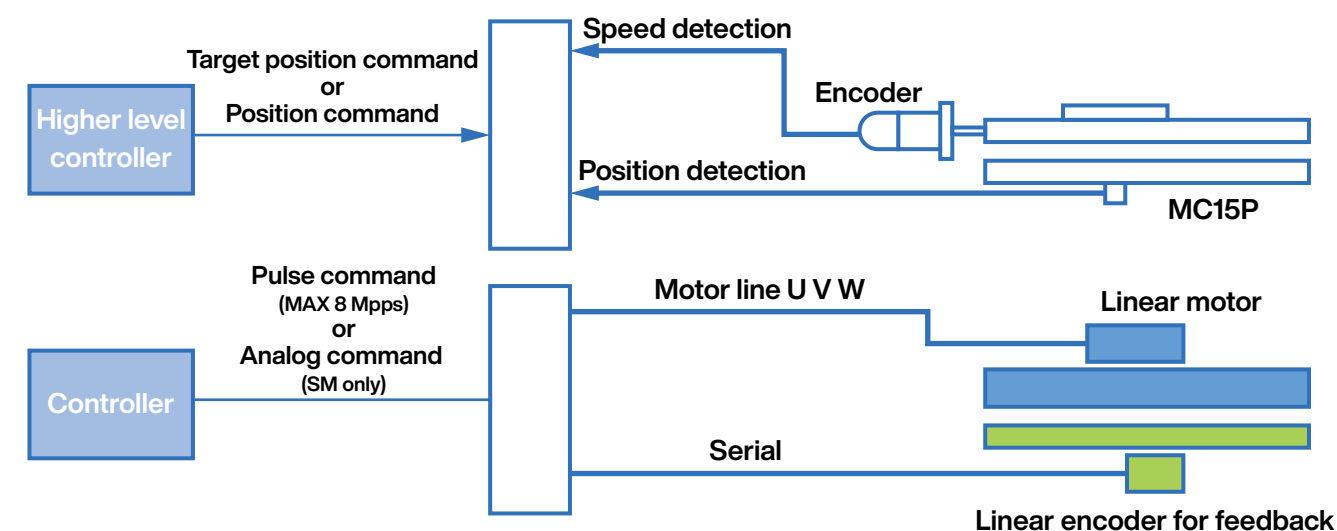 Speed detection
Target position command
or
Position command
Higher level
controller
Encoder
Position detection
MC15P
Pulse command
(MAX 8 Mpps)
or
Analog command
(SM only)
Controller
Motor line U V W
Linear motor
Serial
Linear encoder for feedback